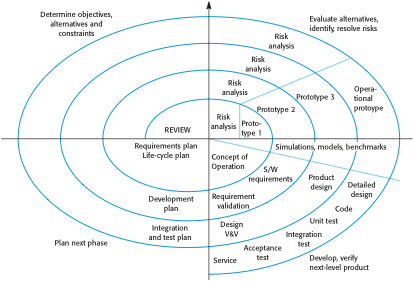 Determine objectives,
alternatives and
constraints
Evaluate alternatives,
identify, resolve risks
Risk
analysis
Risk
analysis
Risk
analysis
Risk
analysis
Proto-
type 1
Prototype 2
Prototype 3
Opera-
tional
protoype
REVIEW
Requirements plan
Life-cycle plan
Simulations, models, benchmarks
Concept of
Operation
S/W
requirements
Product
design
Detailed
design
Development
plan
Requirement
validation
Code
Unit test
Integration
and test plan
Design
V&V
Integration
test
Plan next phase
Acceptance
test
Service
Develop, verify
next-level product